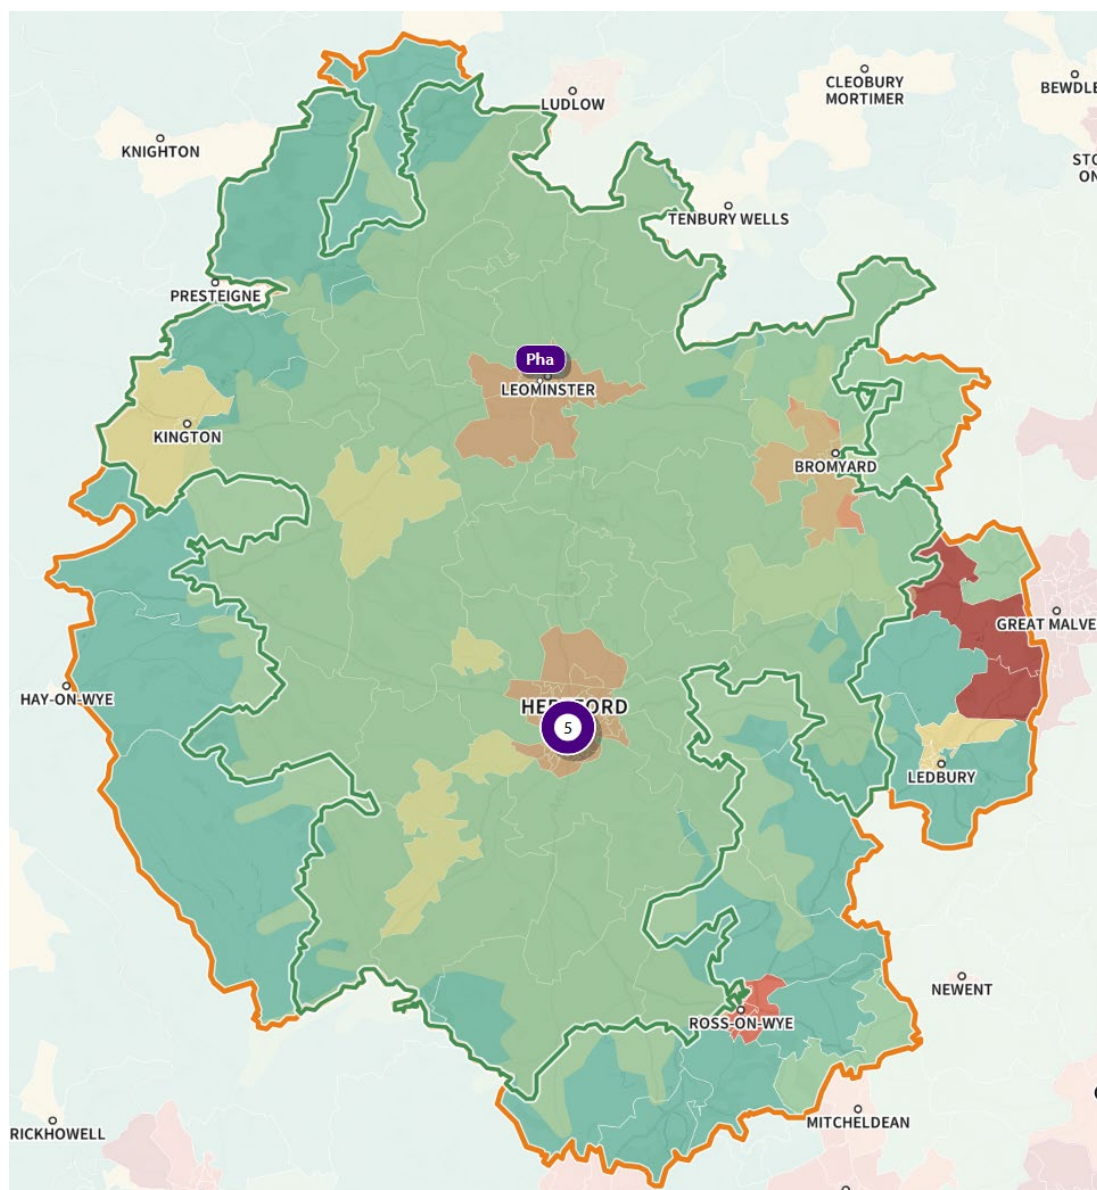 LUDLOW
CLEOBURY
MORTIMER
BEWDLE
KNIGHTON
STO
ON
TENBURY WELLS
PRESTEIGNE
Pha
LEOMINSTER
KINGTON
BROMYARD
GREAT MALVE
HAY-ON-WYE
5
LEDBURY
NEWENT
ROSS-ON-WYE
MITCHELDEAN
RICKHOWELL